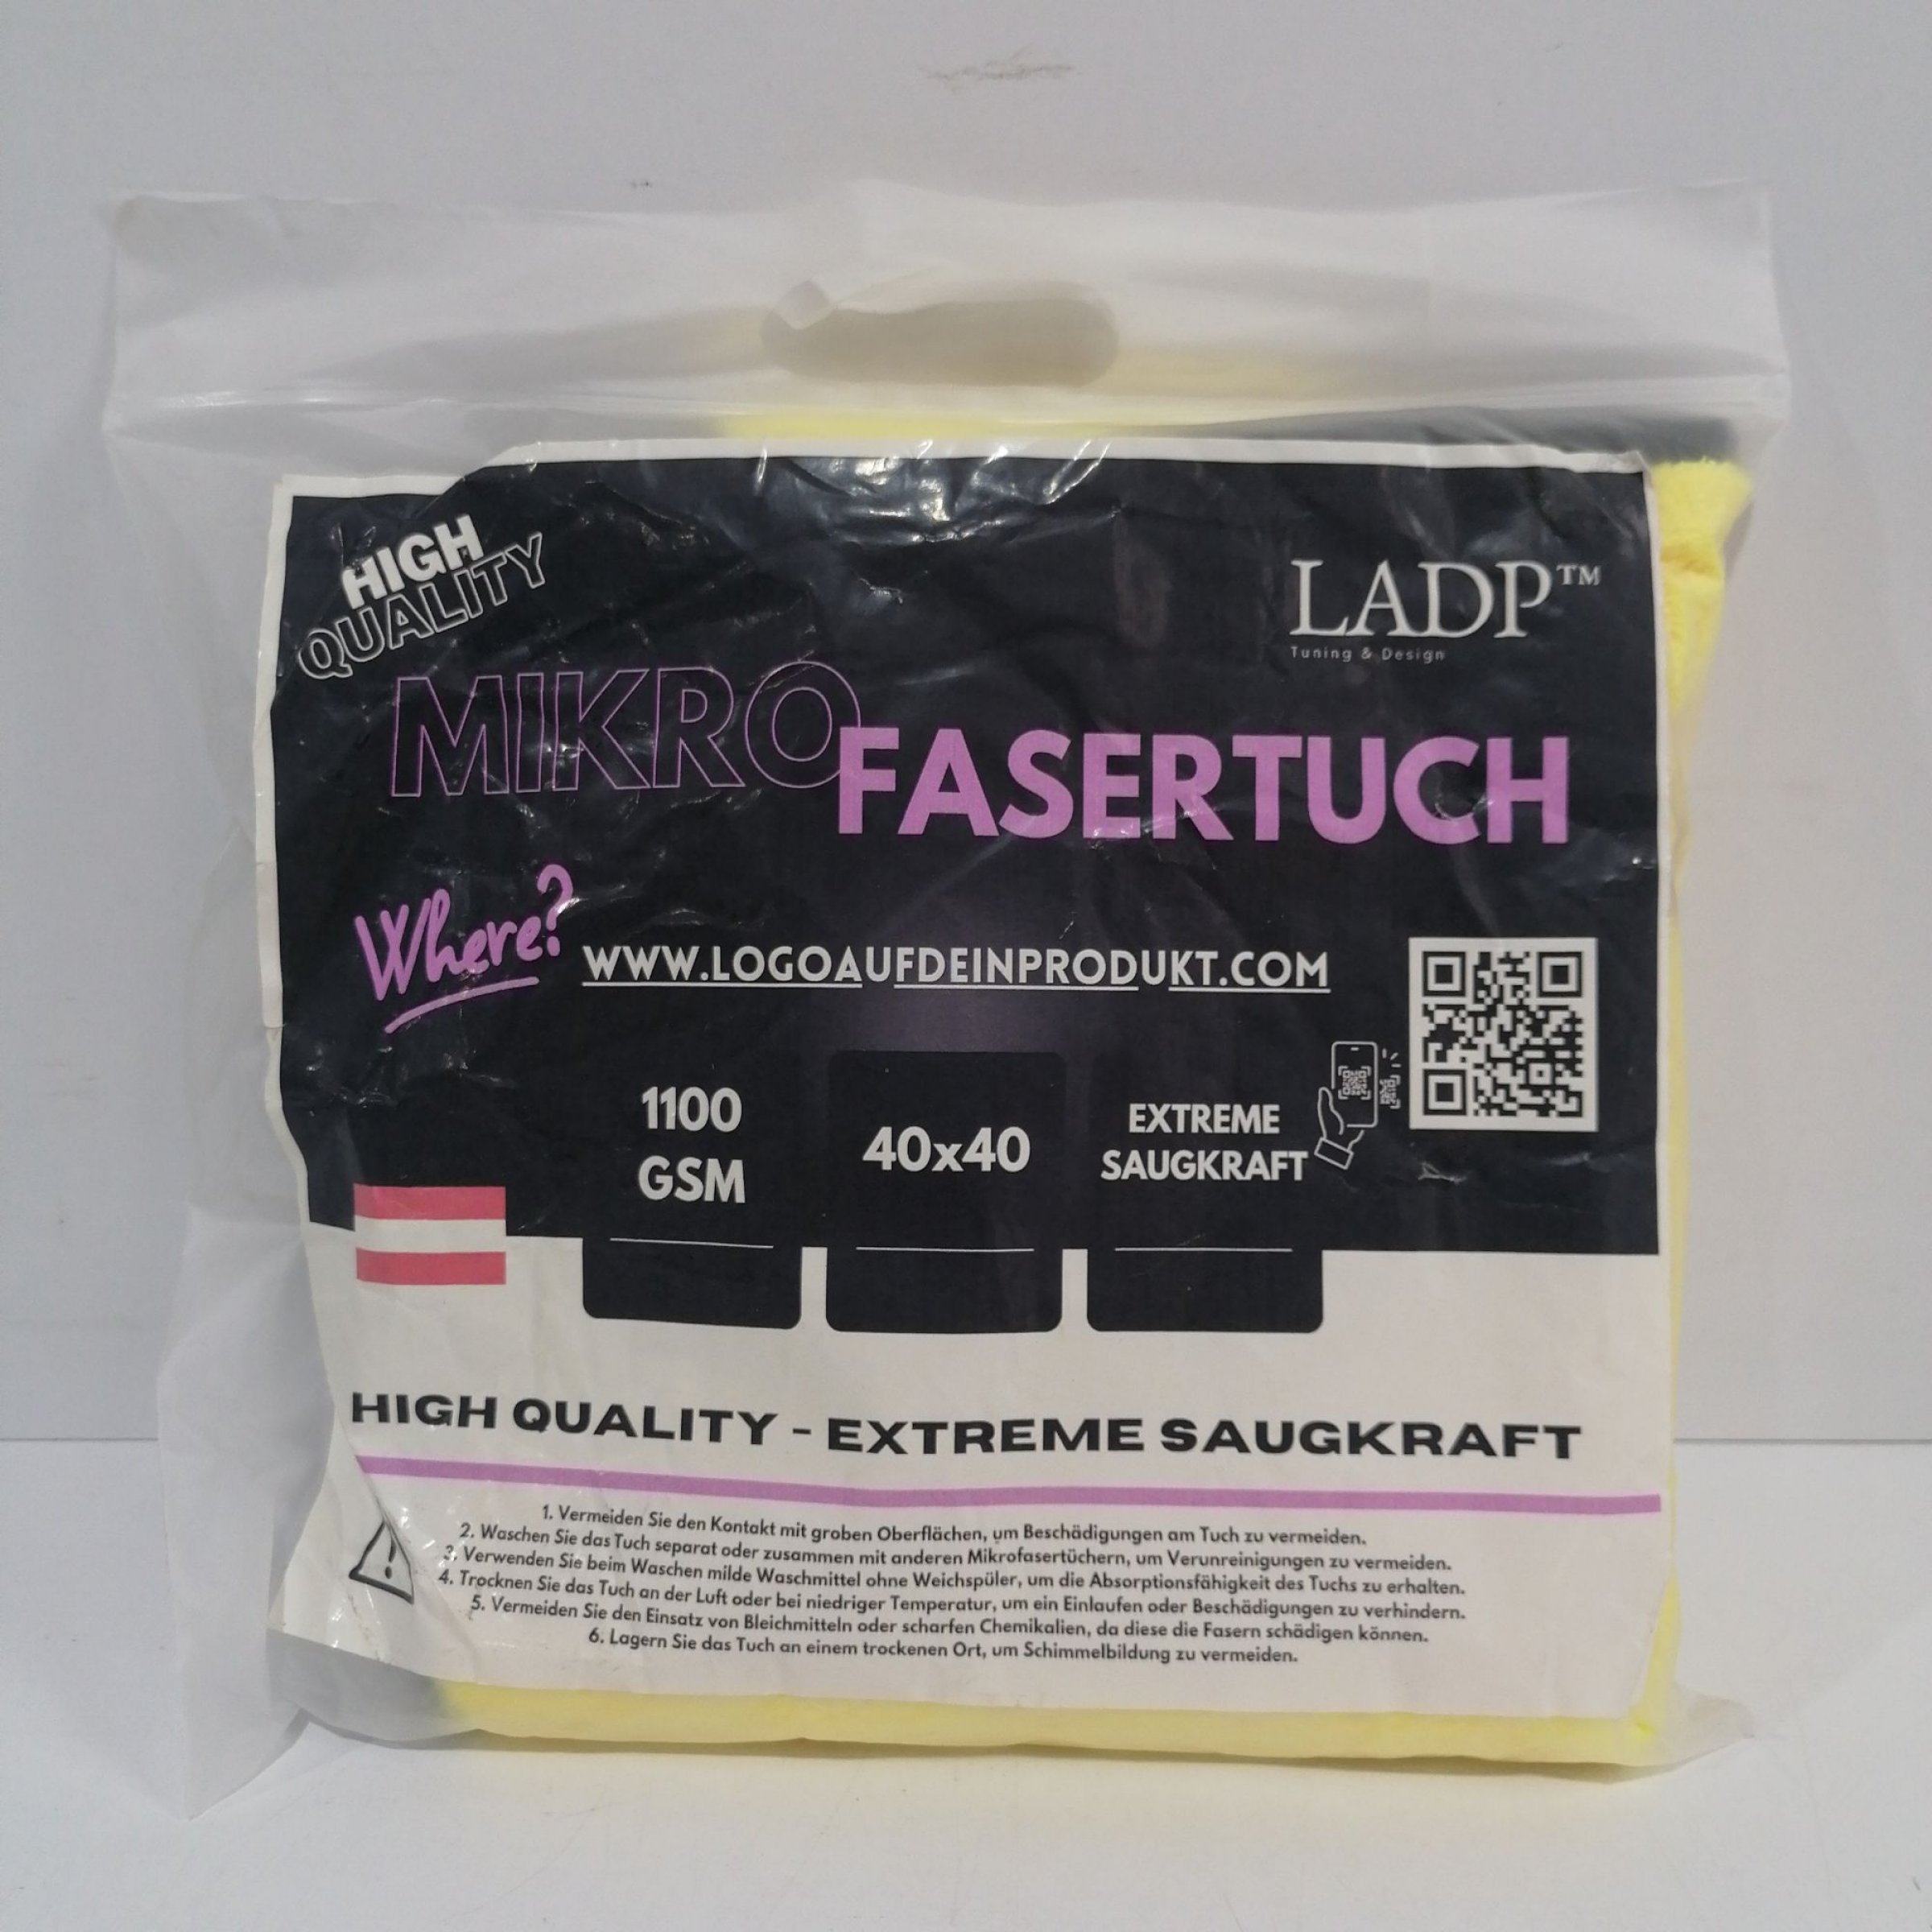 HIGH
QUALITY
LADP™
Tuning & Design
MIKRO
FASERTUCH
Where?
WWW.LOGOAUFDEINPRODUKT.COM
1100
GSM
40x40
EXTREME
SAUGKRAFT
HIGH QUALITY - EXTREME SAUGKRAFT
1. Vermeiden Sie den Kontakt mit groben Oberflächen, um Beschädigungen am Tuch zu vermeiden.
2. Waschen Sie das Tuch separat oder zusammen mit anderen Mikrofasertüchern, um Verunreinigungen zu vermeiden.
3. Verwenden Sie beim Waschen milde Waschmittel ohne Weichspüler, um die Absorptionsfähigkeit des Tuchs zu erhalten.
4. Trocknen Sie das Tuch an der Luft oder bei niedriger Temperatur, um ein Einlaufen oder Beschädigungen zu verhindern.
5. Vermeiden Sie den Einsatz von Bleichmitteln oder scharfen Chemikalien, da diese die Fasern schädigen können.
6. Lagern Sie das Tuch an einem trockenen Ort, um Schimmelbildung zu vermeiden.